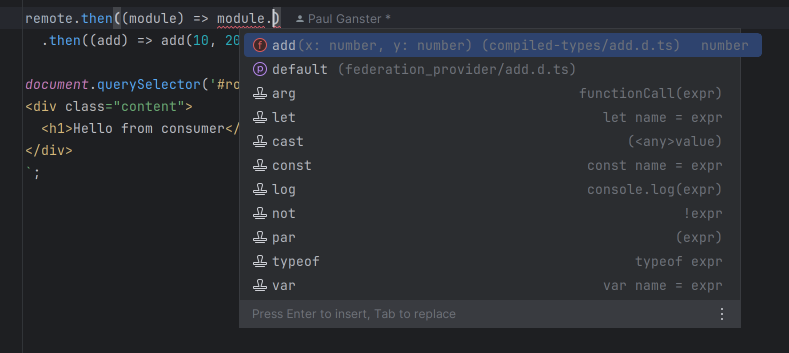 remote.then((module) => module.) Paul Ganster *
.then((add) => add(10, 20
document.querySelector('#ro
<div class="content">
<h1>Hello from consumer</
</div>
`;
add(x: number, y: number) (compiled-types/add.d.ts) number
default (federation_provider/add.d.ts)
arg functionCall(expr)
let let name = expr
cast (<any>value)
const const name = expr
log console.log(expr)
not !expr
par (expr)
typeof typeof expr
var var name = expr
Press Enter to insert, Tab to replace